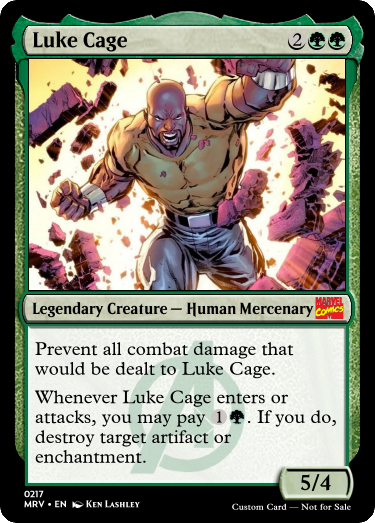 Luke Cage 2
Legendary Creature — Human Mercenary MARVEL COMICS
Prevent all combat damage that
would be dealt to Luke Cage.
Whenever Luke Cage enters or
attacks, you may pay 1. If you do,
destroy target artifact or
enchantment.
5/4
0217
MRV • EN Ken Lashley
Custom Card — Not for Sale